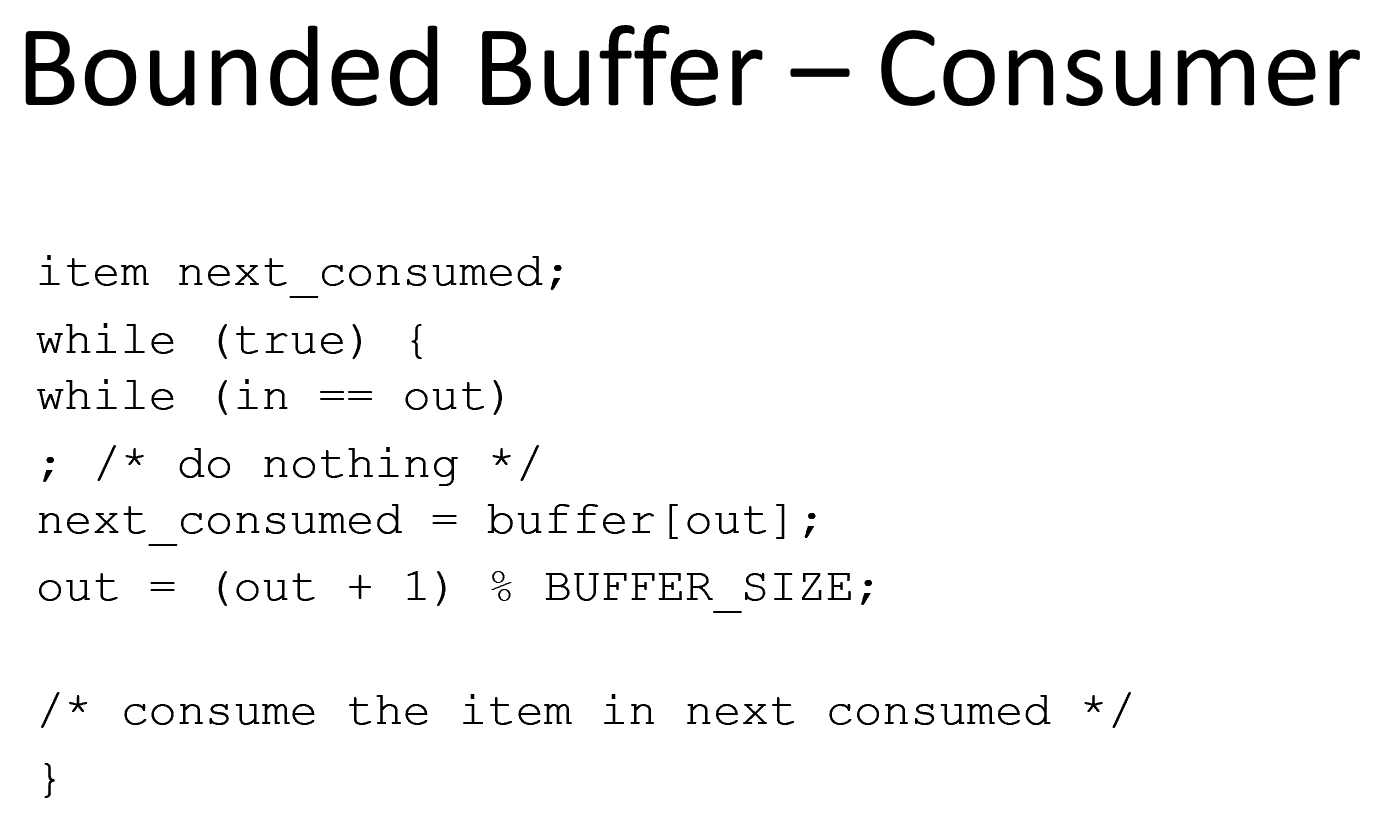 Bounded Buffer – Consumer
item next_consumed;
while (true) {
while (in == out)
; /* do nothing */
next_consumed = buffer[out];
out = (out + 1) % BUFFER_SIZE;
/* consume the item in next consumed */
}